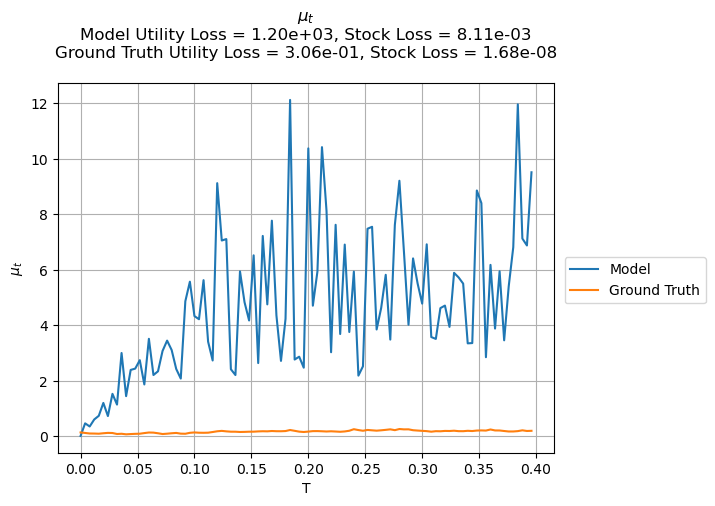 μt
Model Utility Loss = 1.20e+03, Stock Loss = 8.11e-03
Ground Truth Utility Loss = 3.06e-01, Stock Loss = 1.68e-08
12
10
8
6
4
2
0
μt
0.00 0.05 0.10 0.15 0.20 0.25 0.30 0.35 0.40
T
Model
Ground Truth